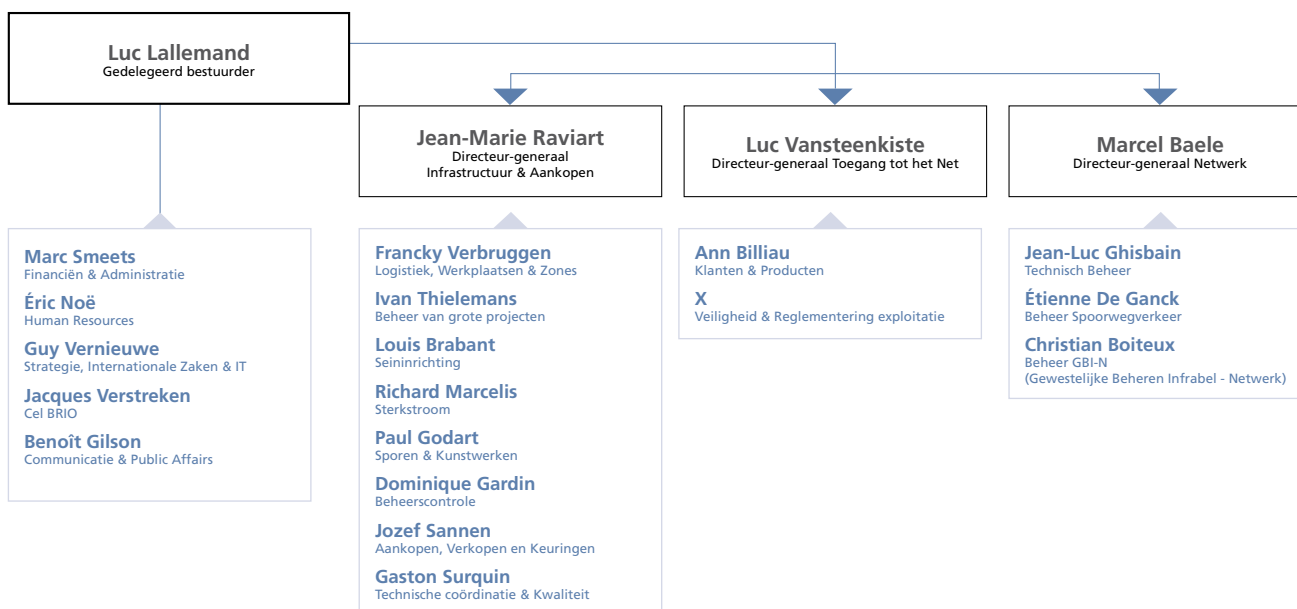 Luc Lallemand
Gedelegeerd bestuurder
Jean-Marie Raviart
Directeur-generaal
Infrastructuur & Aankopen
Luc Vansteenkiste
Directeur-generaal Toegang tot het Net
Marcel Baele
Directeur-generaal Netwerk
Marc Smeets
Financiën & Administratie
Éric Noë
Human Resources
Guy Vernieuwe
Strategie, Internationale Zaken & IT
Jacques Verstreken
Cel BRIO
Benoît Gilson
Communicatie & Public Affairs
Francky Verbruggen
Logistiek, Werkplaatsen & Zones
Ivan Thielemans
Beheer van grote projecten
Louis Brabant
Seininrichting
Richard Marcelis
Sterkstroom
Paul Godart
Sporen & Kunstwerken
Dominique Gardin
Beheerscontrole
Jozef Sannen
Aankopen, Verkopen en Keuringen
Gaston Surquin
Technische coördinatie & Kwaliteit
Ann Billiau
Klanten & Producten
X
Veiligheid & Reglementering exploitatie
Jean-Luc Ghisbain
Technisch Beheer
Étienne De Ganck
Beheer Spoorwegverkeer
Christian Boiteux
Beheer GBI-N
(Gewestelijke Beheren Infrabel - Netwerk)